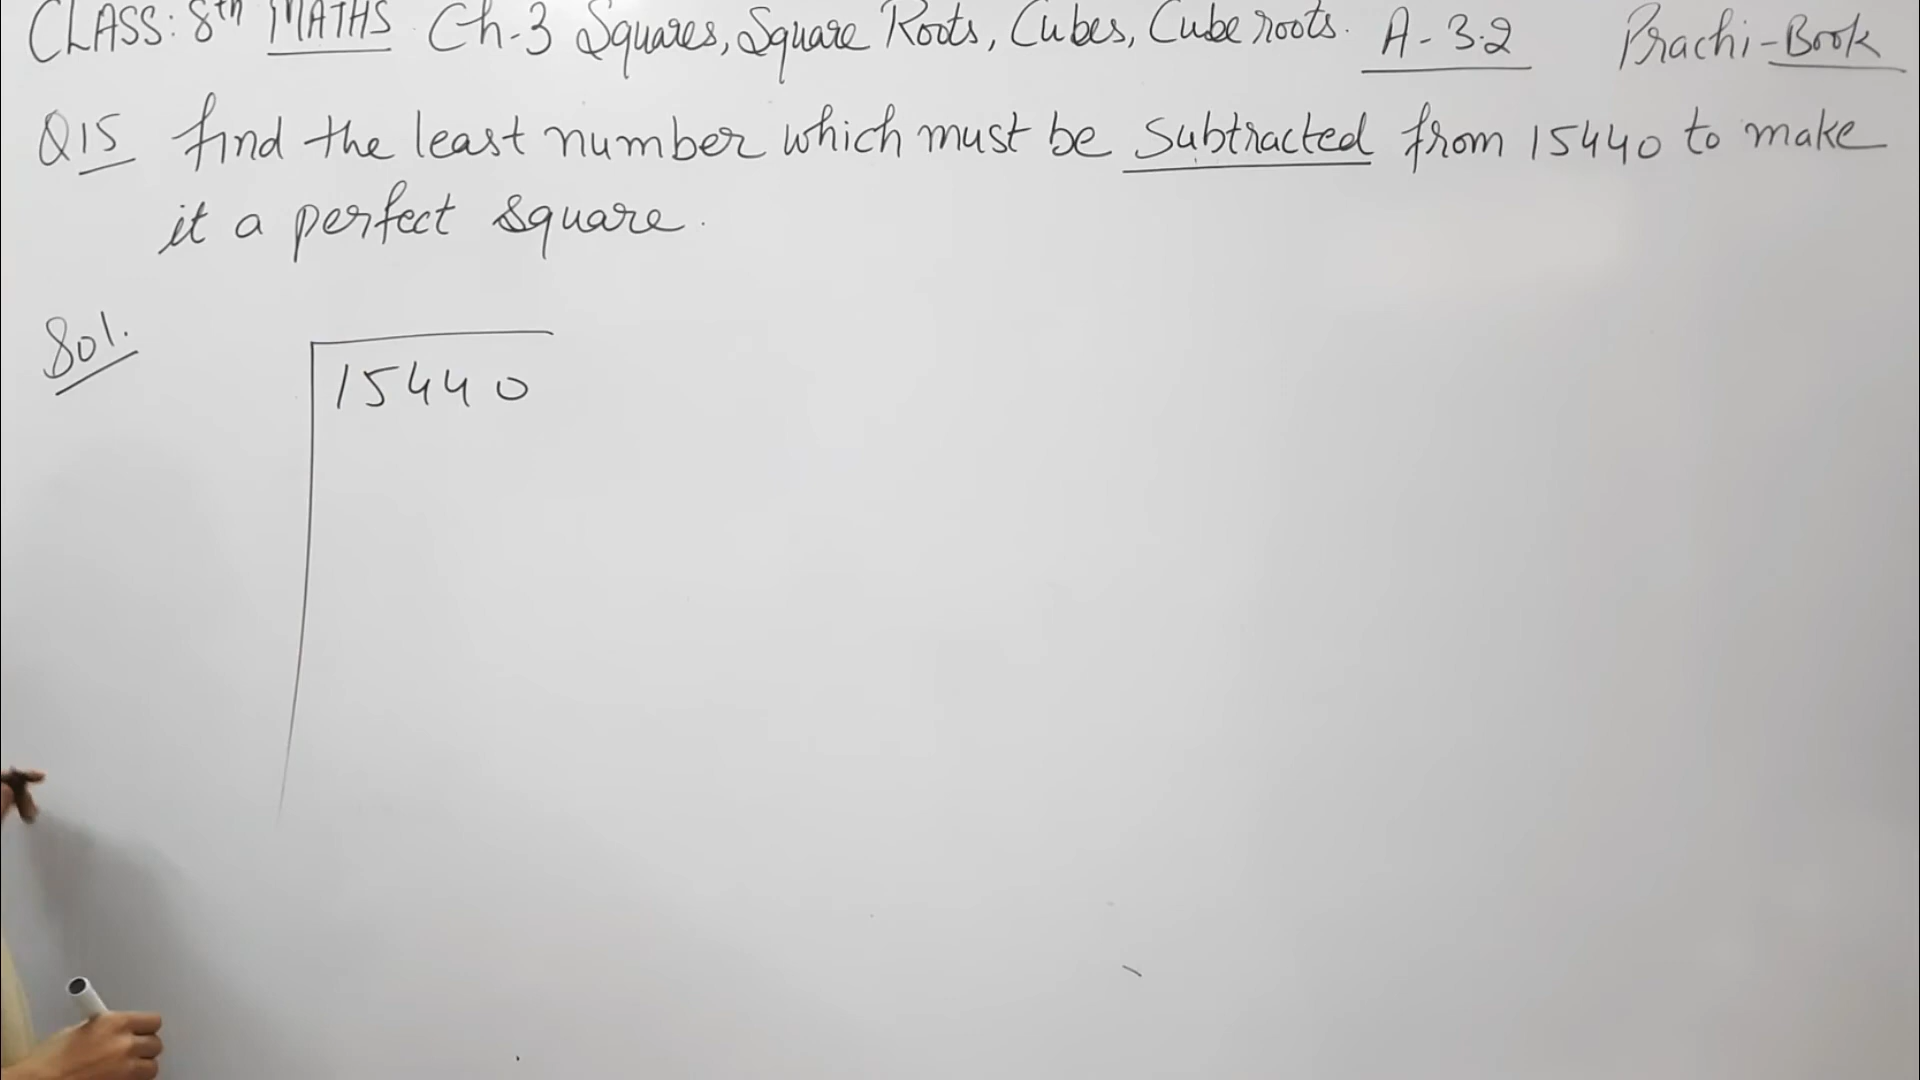 CLASS: 8th MATHS Ch-3 Squares, Square Roots, Cubes, Cube roots. A-3.2 Prachi-Book
Q15 find the least number which must be subtracted from 15440 to make
it a perfect square.
Sol.
15440